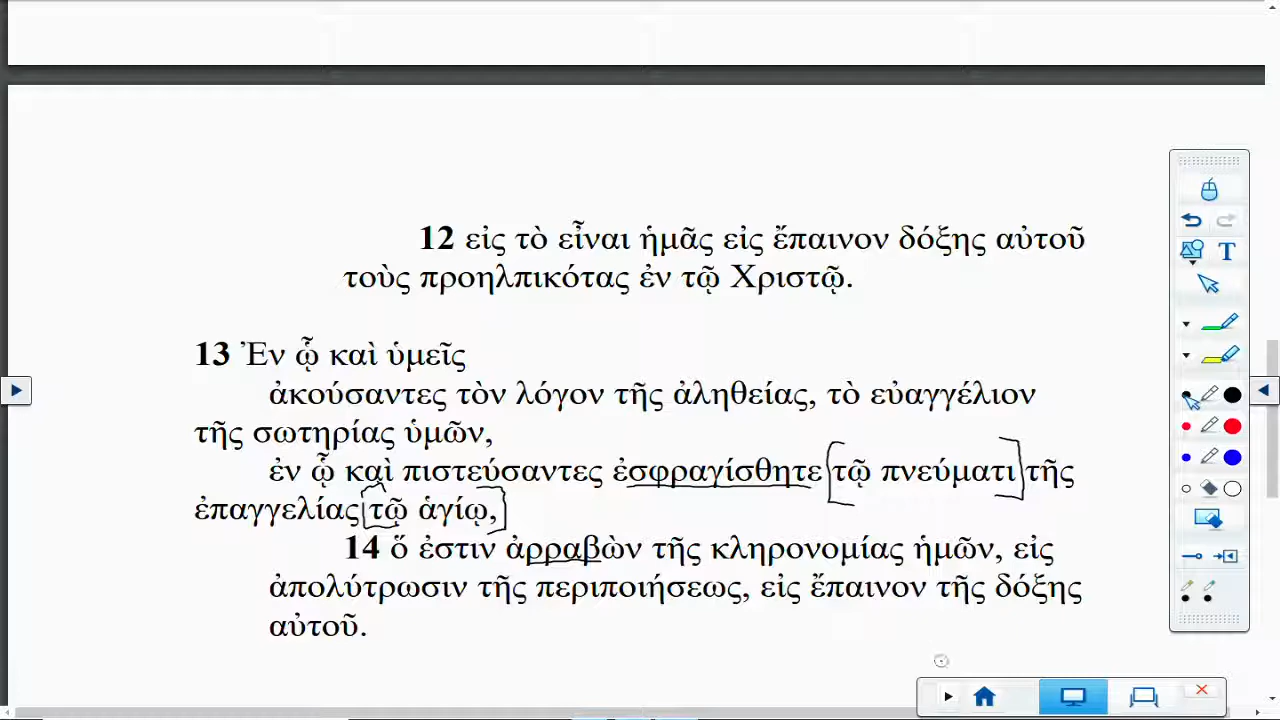 12 εἰς τὸ εἶναι ἡμᾶς εἰς ἔπαινον δόξης αὐτοῦ
τοὺς προηλπικότας ἐν τῷ Χριστῷ.
13 Ἐν ᾧ καὶ ὑμεῖς
ἀκούσαντες τὸν λόγον τῆς ἀληθείας, τὸ εὐαγγέλιον
τῆς σωτηρίας ὑμῶν,
ἐν ᾧ καὶ πιστεύσαντες ἐσφραγίσθητε τῷ πνεύματι τῆς
ἐπαγγελίας τῷ ἁγίῳ,
14 ὅ ἐστιν ἀρραβὼν τῆς κληρονομίας ἡμῶν, εἰς
ἀπολύτρωσιν τῆς περιποιήσεως, εἰς ἔπαινον τῆς δόξης
αὐτοῦ.
T